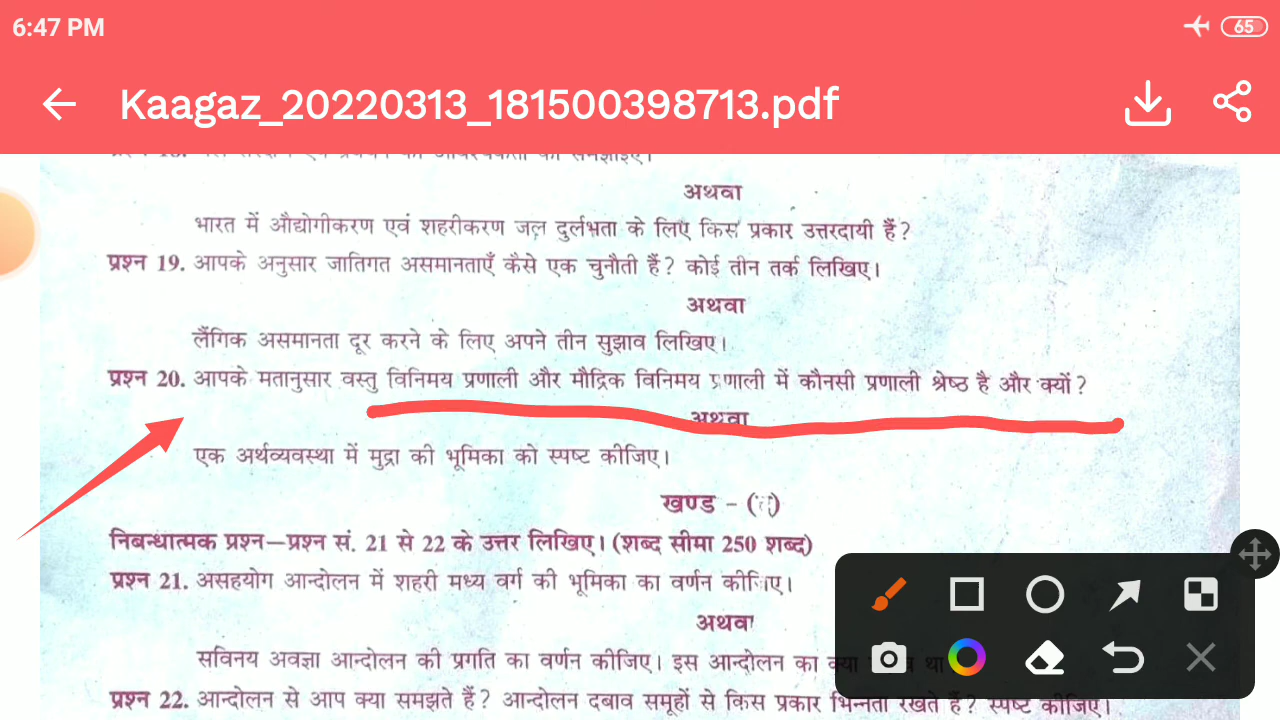 6:47 PM
65
Kaagaz_20220313_181500398713.pdf
अथवा
भारत में औद्योगीकरण एवं शहरीकरण जल दुर्लभता के लिए किस प्रकार उत्तरदायी हैं?
प्रश्न 19. आपके अनुसार जातिगत असमानताएँ कैसे एक चुनौती हैं? कोई तीन तर्क लिखिए।
अथवा
लैंगिक असमानता दूर करने के लिए अपने तीन सुझाव लिखिए।
प्रश्न 20. आपके मतानुसार वस्तु विनिमय प्रणाली और मौद्रिक विनिमय प्रणाली में कौनसी प्रणाली श्रेष्ठ है और क्यों?
अथवा
एक अर्थव्यवस्था में मुद्रा की भूमिका को स्पष्ट कीजिए।
खण्ड -
निबन्धात्मक प्रश्न–प्रश्न सं. 21 से 22 के उत्तर लिखिए। (शब्द सीमा 250 शब्द)
प्रश्न 21. असहयोग आन्दोलन में शहरी मध्य वर्ग की भूमिका का वर्णन कीजिए।
अथवा
सविनय अवज्ञा आन्दोलन की प्रगति का वर्णन कीजिए। इस आन्दोलन का क्या था
प्रश्न 22. आन्दोलन से आप क्या समझते हैं? आन्दोलन दबाव समूहों से किस प्रकार भिन्नता रखते हैं? स्पष्ट कीजिए।